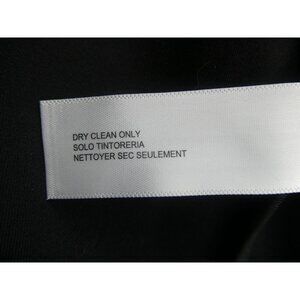 DRY CLEAN ONLY
SOLO TINTORERIA
NETTOYER SEC SEULEMENT